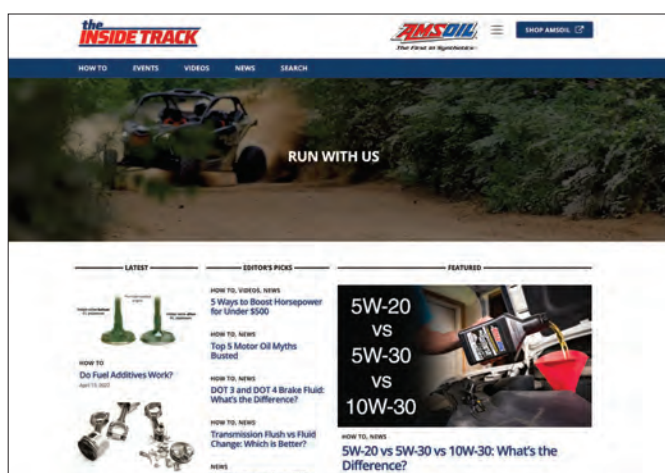 the
INSIDE TRACK
AMSOIL
The First in Synthetics
SHOP AMSOIL
HOW TO
EVENTS
VIDEOS
NEWS
SEARCH
RUN WITH US
LATEST
HOW TO
Do Fuel Additives Work?
EDITOR'S PICKS
HOW TO, VIDEOS, NEWS
5 Ways to Boost Horsepower
for Under $500
HOW TO, NEWS
Top 5 Motor Oil Myths
Busted
HOW TO, NEWS
DOT 3 and DOT 4 Brake Fluid:
What's the Difference?
HOW TO, NEWS
Transmission Flush vs Fluid
Change: Which is Better?
NEWS
FEATURED
5W-20
vs
5W-30
vs
10W-30
HOW TO, NEWS
5W-20 vs 5W-30 vs 10W-30: What's the
Difference?